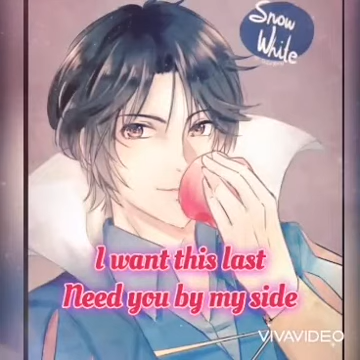 Snow
White
I want this last
Need you by my side
VIVAVIDEO